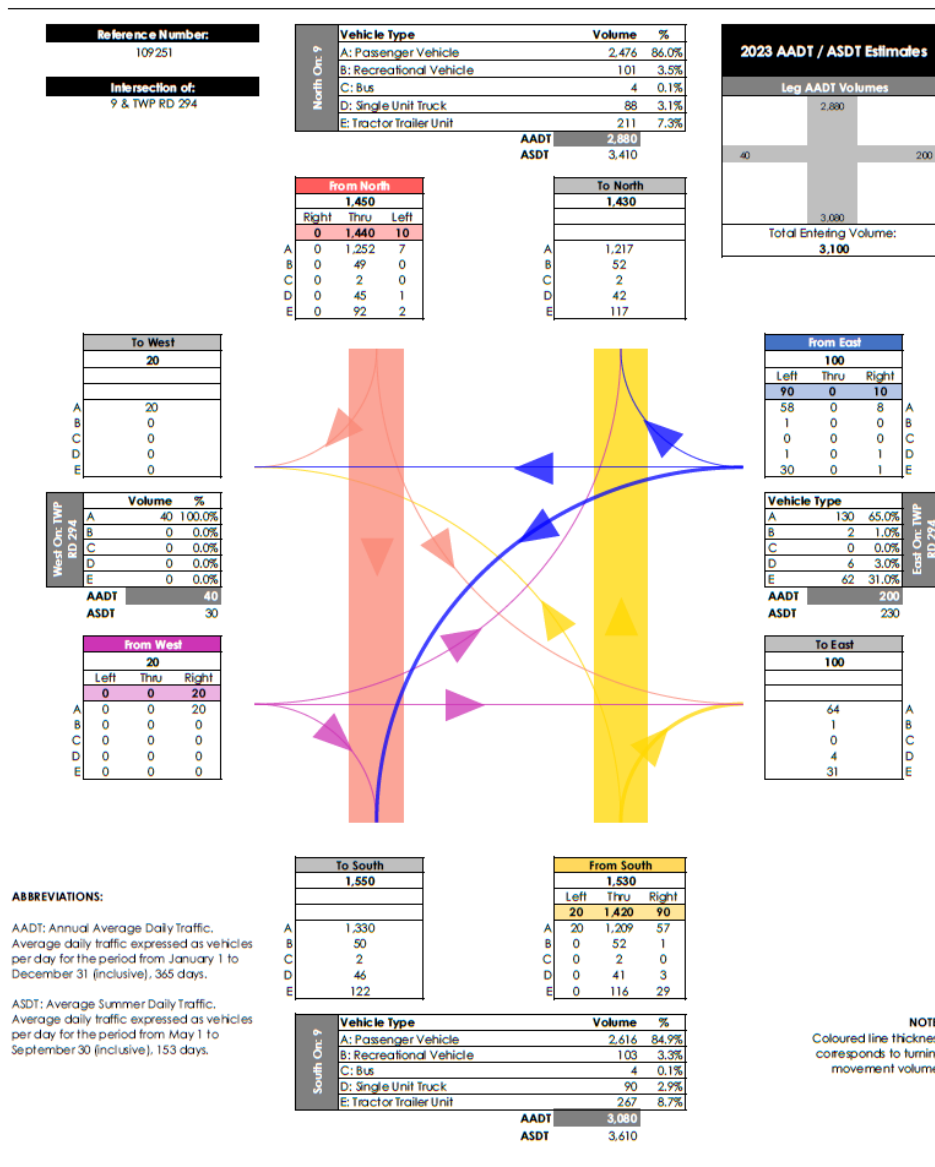 Reference Number:
109251
Intersection of:
9 & TWP RD 294
North On: 9
Vehicle Type Volume %
A: Passenger Vehicle 2,476 86.0%
B: Recreational Vehicle 101 3.5%
C: Bus 4 0.1%
D: Single Unit Truck 88 3.1%
E: Tractor Trailer Unit 211 7.3%
AADT 2,880
ASDT 3,410
2023 AADT / ASDT Estimates
Leg AADT Volumes
2,880
40 200
3,080
Total Entering Volume:
3,100
From North
1,450
Right Thru Left
0 1,440 10
A 0 1,252 7
B 0 49 0
C 0 2 0
D 0 45 1
E 0 92 2
To North
1,430
A 1,217
B 52
C 2
D 42
E 117
To West
20
A 20
B 0
C 0
D 0
E 0
From East
100
Left Thru Right
90 0 10
58 0 8 A
1 0 0 B
0 0 0 C
1 0 1 D
30 0 1 E
West On: TWP
RD 294
Volume %
A 40 100.0%
B 0 0.0%
C 0 0.0%
D 0 0.0%
E 0 0.0%
AADT 40
ASDT 30
Vehicle Type
A 130 65.0%
B 2 1.0%
C 0 0.0%
D 6 3.0%
E 62 31.0%
AADT 200
ASDT 230
East On: TWP
RD 294
From West
20
Left Thru Right
0 0 20
A 0 0 20
B 0 0 0
C 0 0 0
D 0 0 0
E 0 0 0
To East
100
64 A
1 B
0 C
4 D
31 E
To South
1,550
A 1,330
B 50
C 2
D 46
E 122
From South
1,530
Left Thru Right
20 1,420 90
A 20 1,209 57
B 0 52 1
C 0 2 0
D 0 41 3
E 0 116 29
ABBREVIATIONS:
AADT: Annual Average Daily Traffic.
Average daily traffic expressed as vehicles
per day for the period from January 1 to
December 31 (inclusive), 365 days.
ASDT: Average Summer Daily Traffic.
Average daily traffic expressed as vehicles
per day for the period from May 1 to
September 30 (inclusive), 153 days.
South On: 9
Vehicle Type Volume %
A: Passenger Vehicle 2,616 84.9%
B: Recreational Vehicle 103 3.3%
C: Bus 4 0.1%
D: Single Unit Truck 90 2.9%
E: Tractor Trailer Unit 267 8.7%
AADT 3,080
ASDT 3,610
NOTE
Coloured line thicknes
corresponds to turnin
movement volume